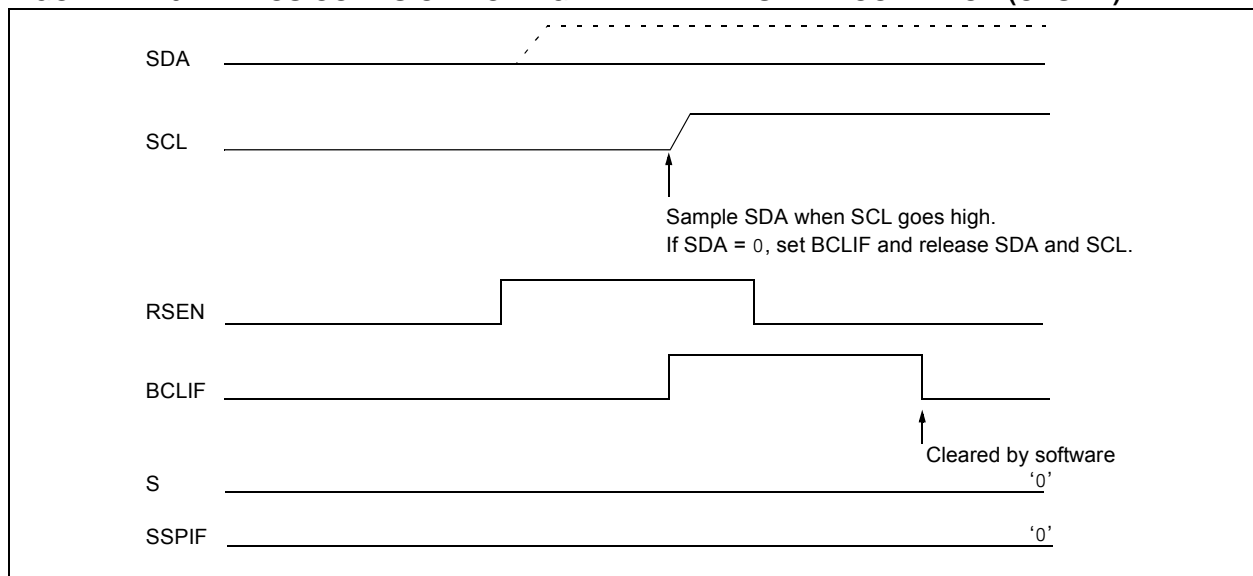 SDA
SCL
Sample SDA when SCL goes high.
If SDA = 0, set BCLIF and release SDA and SCL.
RSEN
BCLIF
Cleared by software
S
‘0’
SSPIF
‘0’